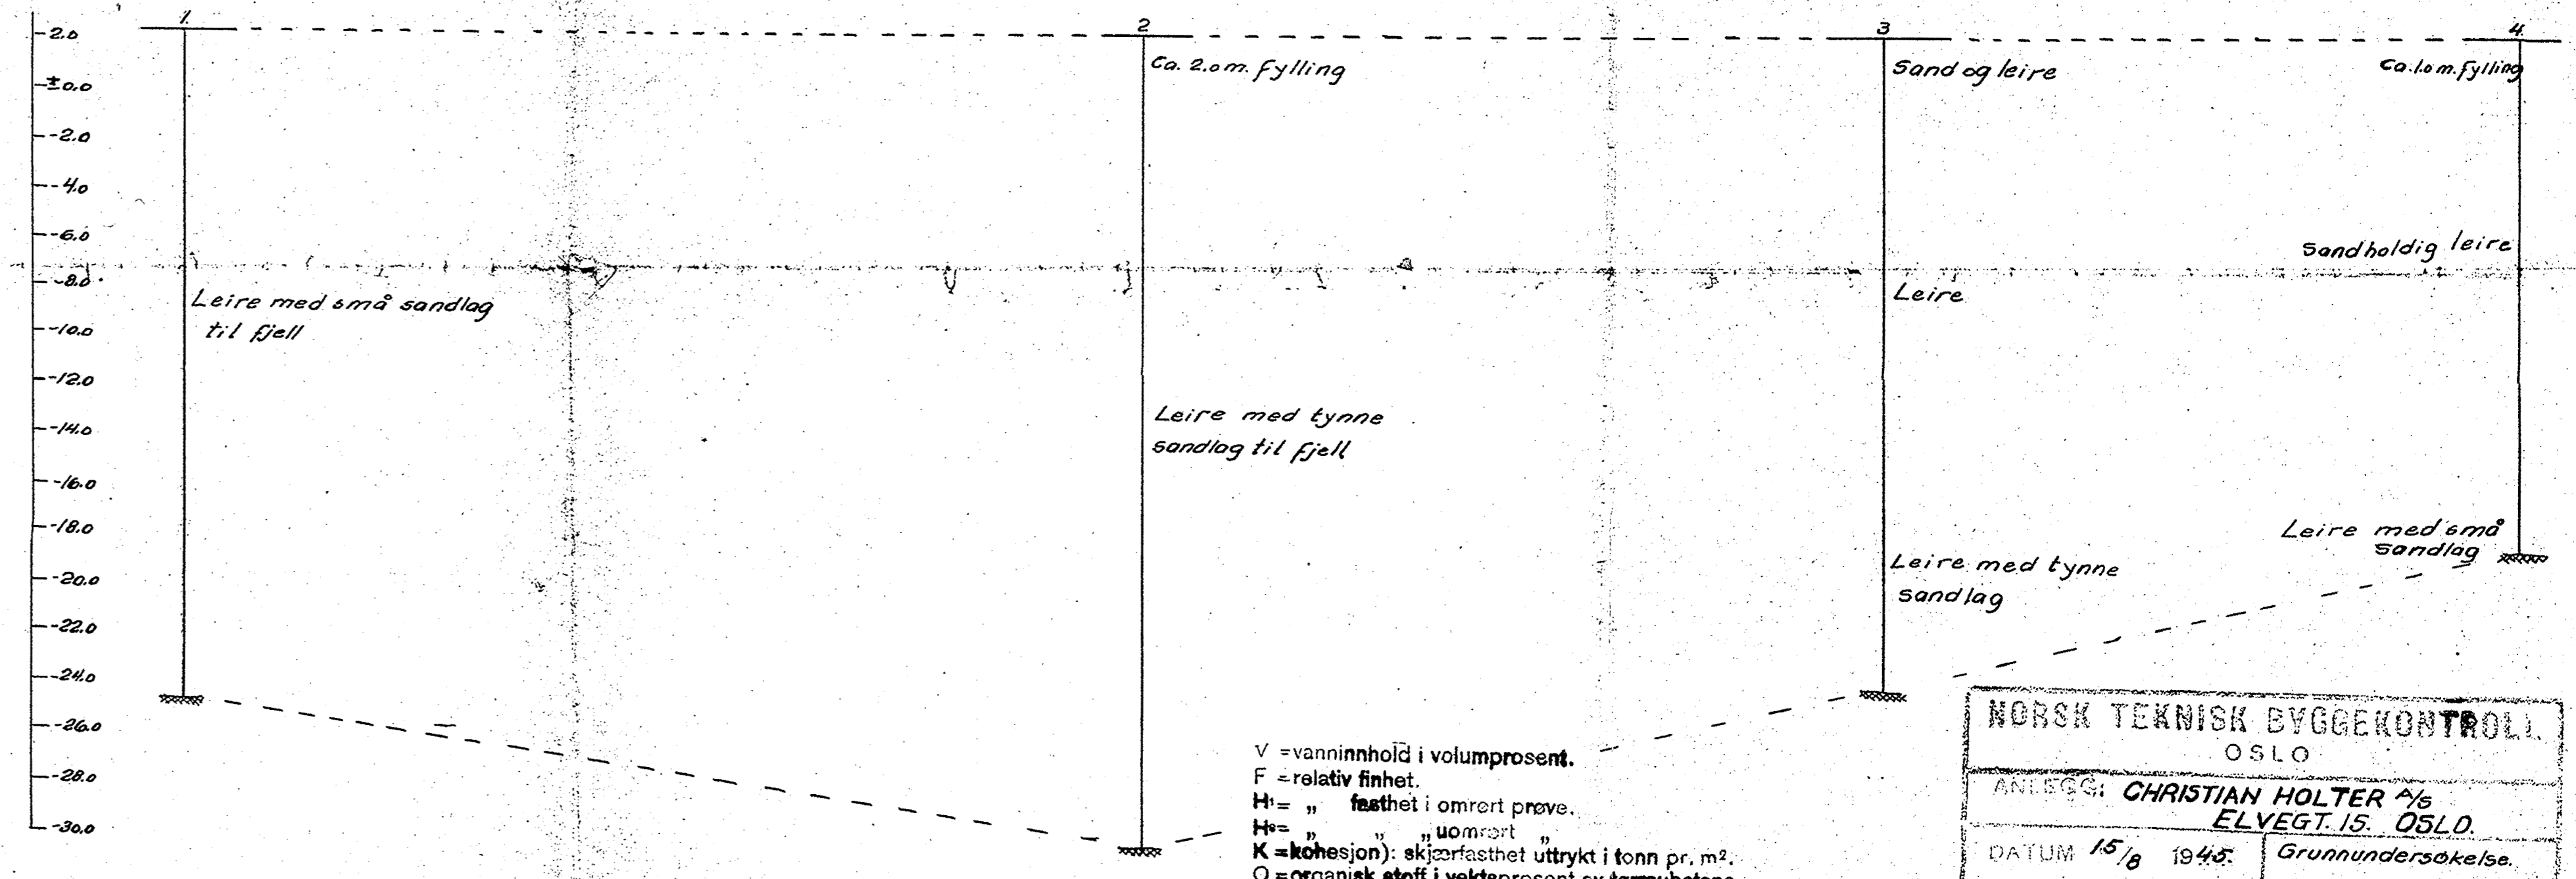 1.
2
3
4.
-2.0
±0.0
-2.0
-4.0
-6.0
-8.0
-10.0
-12.0
-14.0
-16.0
-18.0
-20.0
-22.0
-24.0
-26.0
-28.0
-30.0
Leire med små sandlag
til fjell
Ca. 2.0 m. fylling
Leire med tynne
sandlag til fjell
Sand og leire
Leire
Leire med tynne
sandlag
Ca. 1.0 m. fylling
Sandholdig leire
Leire med små
sandlag
V = vanninnhold i volumprosent.
F = relativ finhet.
H1 = „ fasthet i omrørt prøve.
„ „ „ uomrørt „
K = kohesjon): skjærfasthet uttrykt i tonn pr. m².
O = organisk stoff i vektsprosent av
NORSK TEKNISK BYGGEKONTROLL
OSLO
ANLEGG: CHRISTIAN HOLTER A/S
ELVEGT. 15. OSLO.
DATUM 15/8 1945.
Grunnundersøkelse.